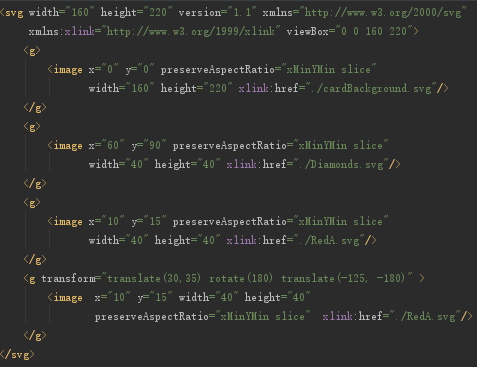 <svg width="160" height="220" version="1.1" xmlns="http://www.w3.org/2000/svg"
xmlns:xlink="http://www.w3.org/1999/xlink" viewBox="0 0 160 220">
<g>
<image x="0" y="0" preserveAspectRatio="xMinYMin slice"
width="160" height="220" xlink:href="./cardBackground.svg"/>
</g>
<g>
<image x="60" y="90" preserveAspectRatio="xMinYMin slice"
width="40" height="40" xlink:href="./Diamonds.svg"/>
</g>
<g>
<image x="10" y="15" preserveAspectRatio="xMinYMin slice"
width="40" height="40" xlink:href="./RedA.svg"/>
</g>
<g transform="translate(30,35) rotate(180) translate(-125, -180)" >
<image  x="10" y="15" width="40" height="40"
preserveAspectRatio="xMinYMin slice"  xlink:href="./RedA.svg"/>
</g>
</svg>